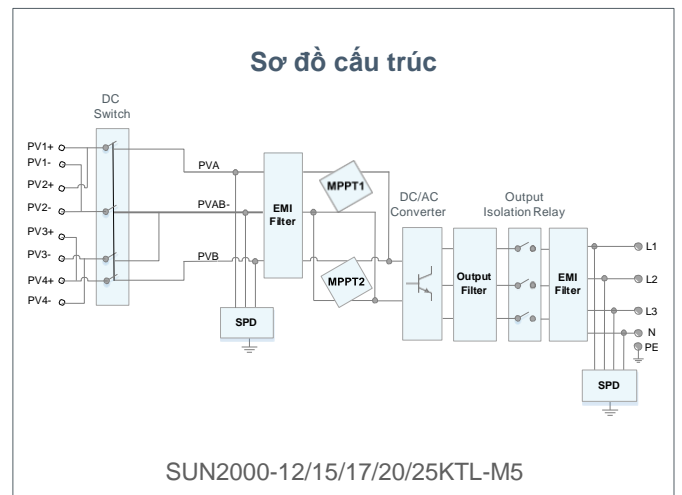 Sơ đồ cấu trúc
DC
Switch
PV1+
PV1-
PV2+
PV2-
PV3+
PV3-
PV4+
PV4-
PVA
PVAB-
PVB
EMI
Filter
SPD
MPPT1
MPPT2
DC/AC
Converter
Output
Filter
Output
Isolation Relay
EMI
Filter
L1
L2
L3
N
PE
SPD
SUN2000-12/15/17/20/25KTL-M5